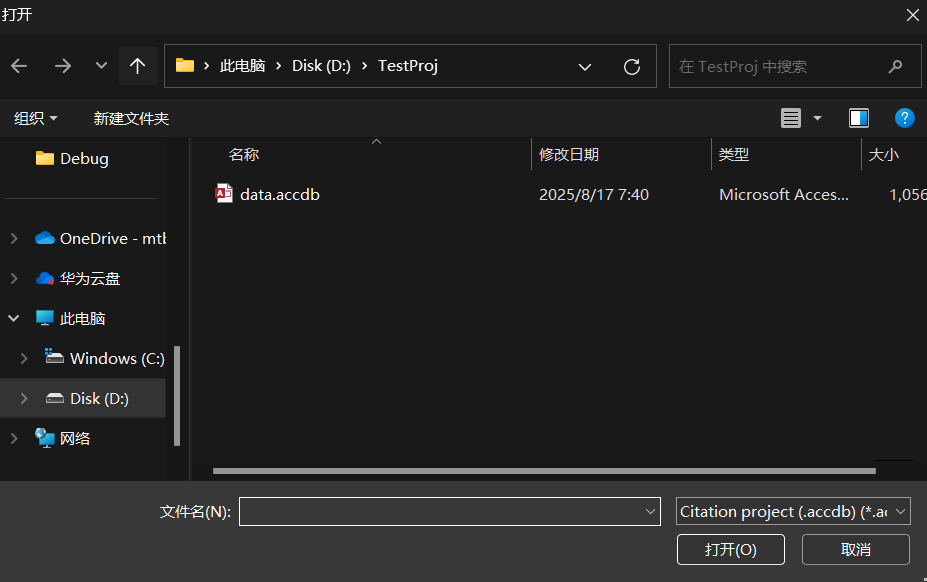 打开
此电脑 Disk (D:) TestProj
在 TestProj 中搜索
组织 新建文件夹
Debug
OneDrive - mtb
华为云盘
此电脑
Windows (C:)
Disk (D:)
网络
名称 修改日期 类型 大小
data.accdb 2025/8/17 7:40 Microsoft Acces... 1,056
文件名(N):
Citation project (.accdb) (*.ac
打开(O) 取消